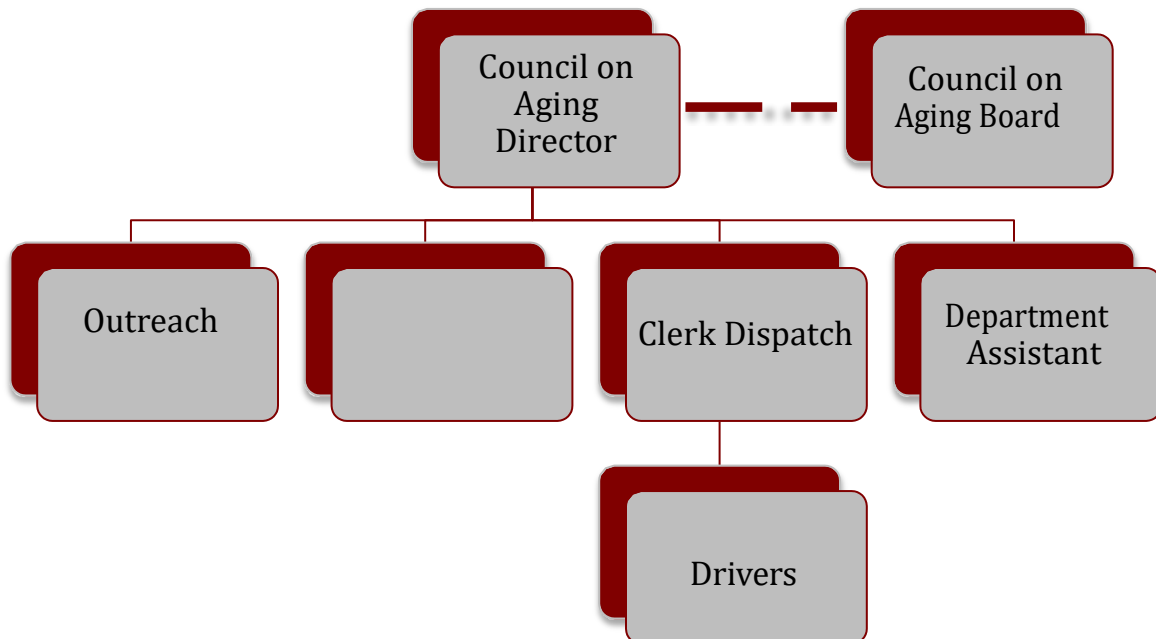 Council on
Aging
Director
Council on
Aging Board
Outreach
Clerk Dispatch
Department
Assistant
Drivers